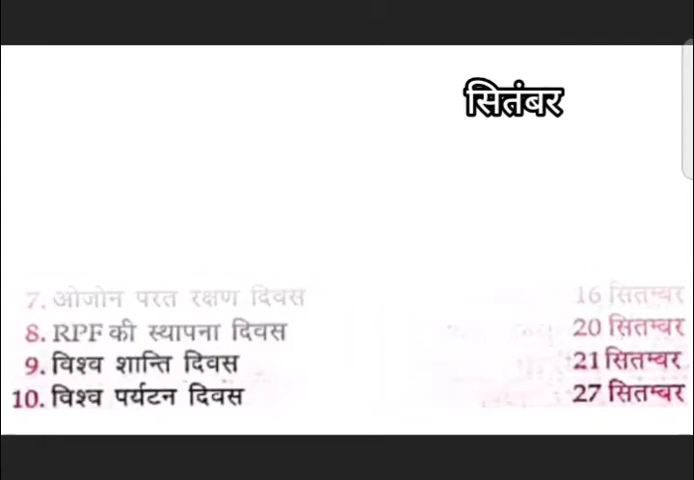 सितंबर
7. ओजोन परत रक्षण दिवस 16 सितम्बर
8. RPF की स्थापना दिवस 20 सितम्बर
9. विश्व शान्ति दिवस 21 सितम्बर
10. विश्व पर्यटन दिवस 27 सितम्बर